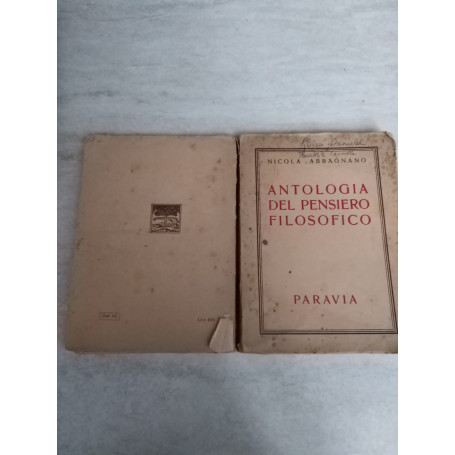 NICOLA ABBAGNANO
ANTOLOGIA
DEL PENSIERO
FILOSOFICO
PARAVIA